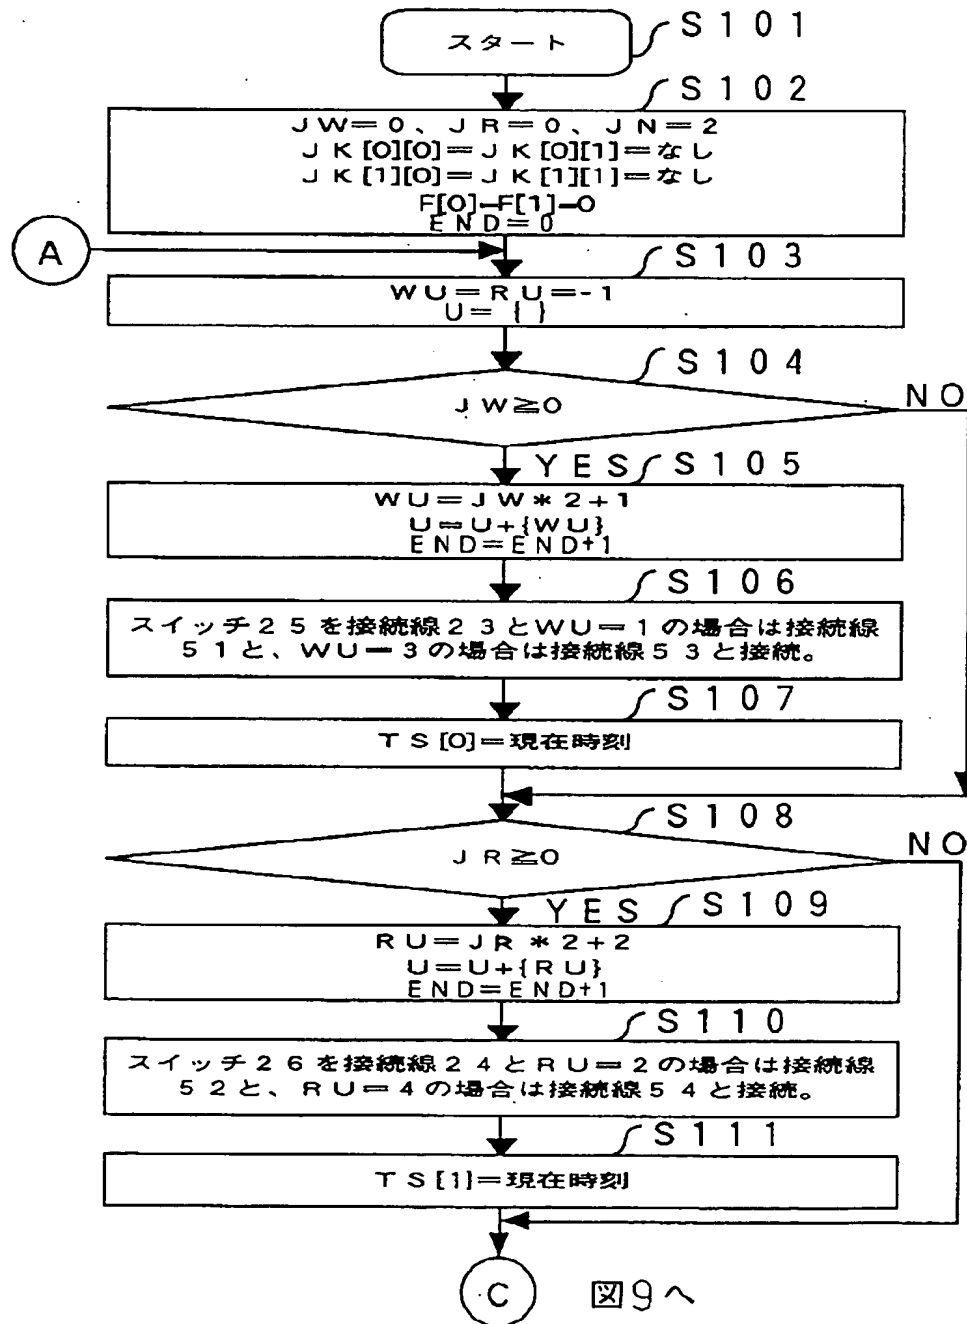 スタート
S101
S102
JW=0、JR=0、JN=2
JK[0][0]=JK[0][1]=なし
JK[1][0]=JK[1][1]=なし
F[0]=F[1]=0
END=0
A
S103
WU=RU=-1
U={ }
S104
JW≧0
NO
YES
S105
WU=JW*2+1
U=U+{WU}
END=END+1
S106
スイッチ25を接続線23とWU=1の場合は接続線
51と、WU=3の場合は接続線53と接続。
S107
TS[0]=現在時刻
S108
JR≧0
NO
YES
S109
RU=JR*2+2
U=U+{RU}
END=END+1
S110
スイッチ26を接続線24とRU=2の場合は接続線
52と、RU=4の場合は接続線54と接続。
S111
TS[1]=現在時刻
C
図9へ